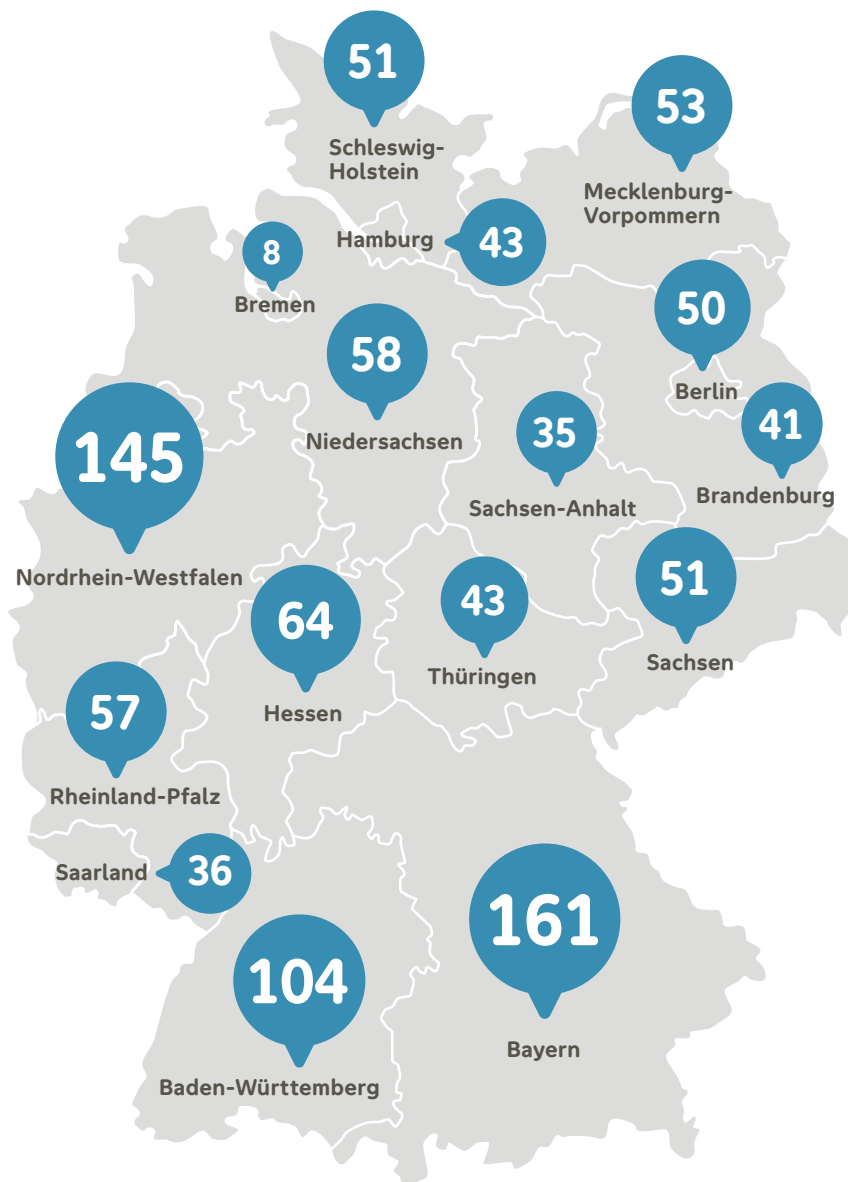 51
Schleswig-
Holstein
53
Mecklenburg-
Vorpommern
Hamburg
43
8
Bremen
50
Berlin
58
Niedersachsen
145
Nordrhein-Westfalen
35
Sachsen-Anhalt
41
Brandenburg
64
Hessen
43
Thüringen
51
Sachsen
57
Rheinland-Pfalz
Saarland
36
161
Bayern
104
Baden-Württemberg